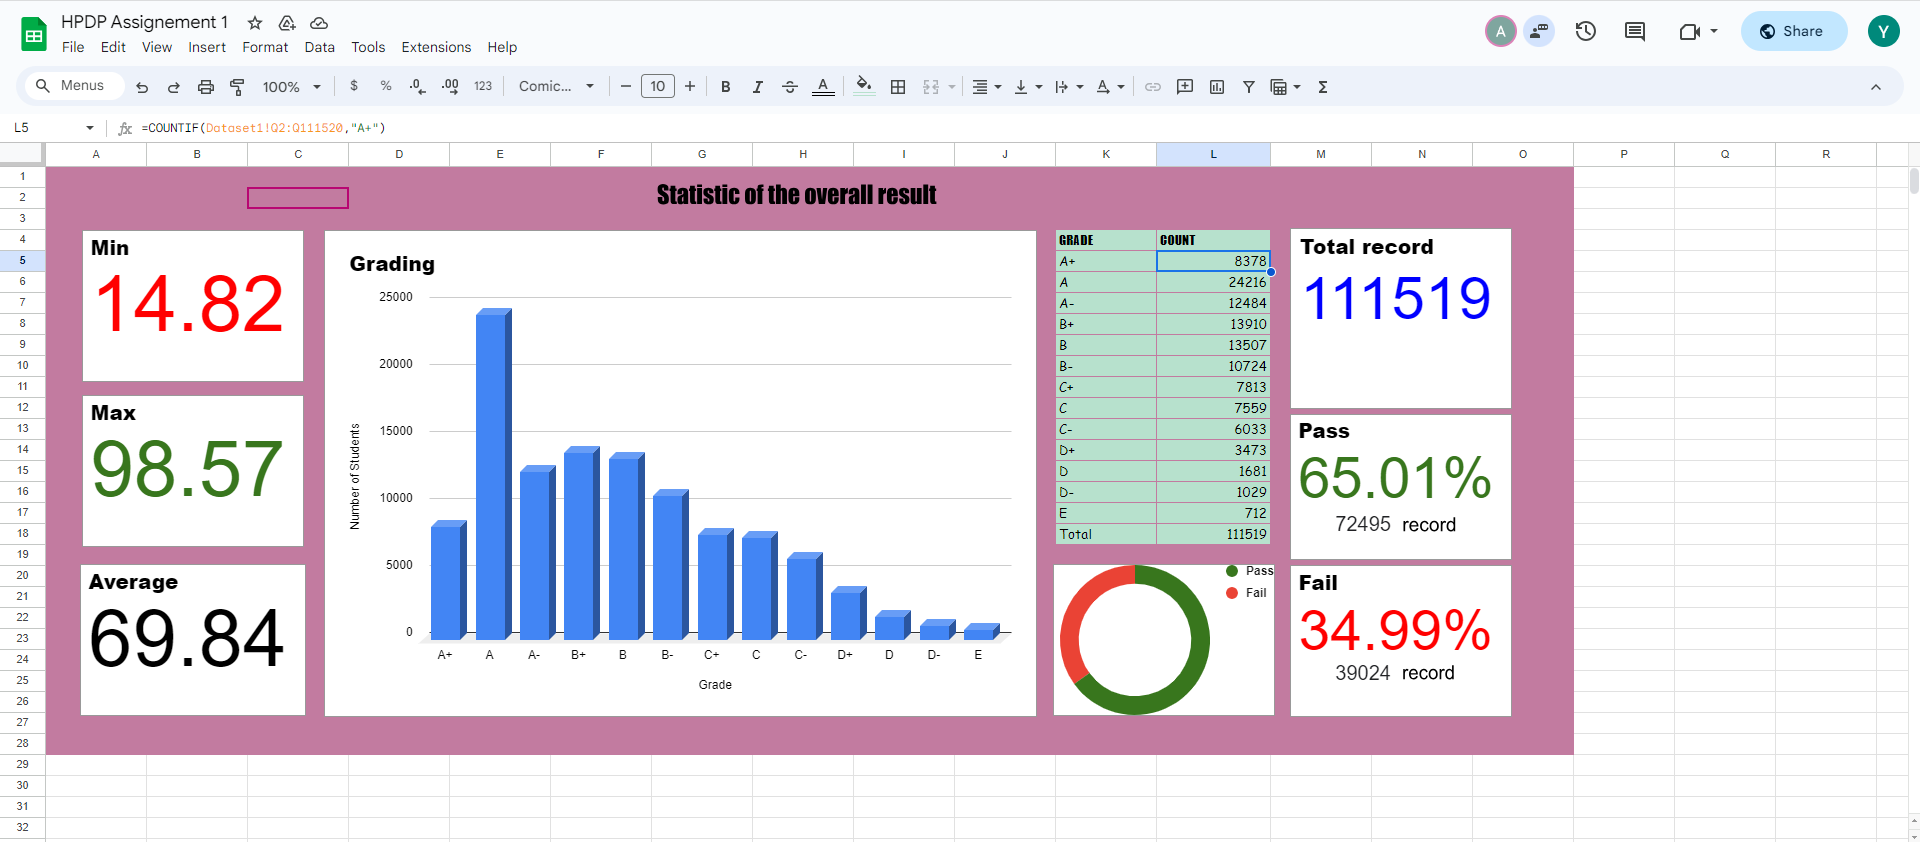 HPDP Assignement 1
File Edit View Insert Format Data Tools Extensions Help
A
Share
Y
Menus
100%
$ % .0 .00 123
Comic...
10
B I A
L5
fx =COUNTIF(Dataset1!Q2:Q111520,"A+")
A B C D E F G H I J K L M N O P Q R
1
2
3
4
5
6
7
8
9
10
11
12
13
14
15
16
17
18
19
20
21
22
23
24
25
26
27
28
29
30
31
32
Statistic of the overall result
Min
14.82
Max
98.57
Average
69.84
Grading
25000
20000
15000
10000
5000
0
Number of Students
A+ A A- B+ B B- C+ C C- D+ D D- E
Grade
GRADE COUNT
A+ 8378
A 24216
A- 12484
B+ 13910
B 13507
B- 10724
C+ 7813
C 7559
C- 6033
D+ 3473
D 1681
D- 1029
E 712
Total 111519
Pass
Fail
Total record
111519
Pass
65.01%
72495 record
Fail
34.99%
39024 record